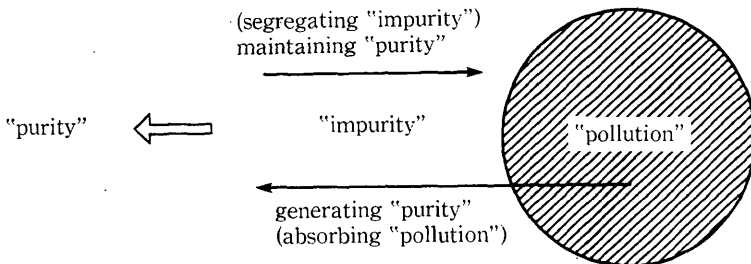 (segregating “impurity”)
maintaining “purity”
“purity”
“impurity”
“pollution”
generating “purity”
(absorbing “pollution”)